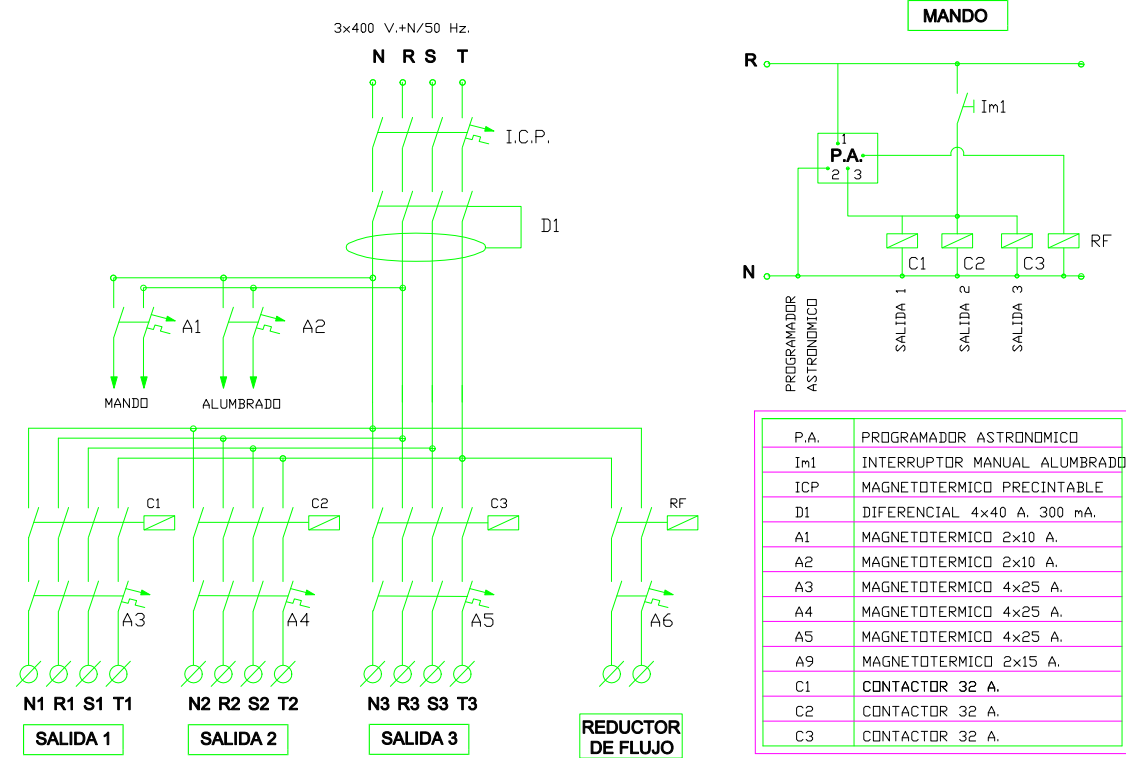 3x400 V.+N/50 Hz.
N R S T
I.C.P.
D1
A1 A2
MANDO ALUMBRADO
C1 C2 C3 RF
A3 A4 A5 A6
N1 R1 S1 T1 N2 R2 S2 T2 N3 R3 S3 T3
SALIDA 1 SALIDA 2 SALIDA 3 REDUCTOR
DE FLUJO
MANDO
R
Im1
1
P.A.
2 3
RF
C1 C2 C3
N
PROGRAMADOR
ASTRONOMICO
SALIDA 1
SALIDA 2
SALIDA 3
P.A. PROGRAMADOR ASTRONOMICO
Im1 INTERRUPTOR MANUAL ALUMBRADO
ICP MAGNETOTERMICO PRECINTABLE
D1 DIFERENCIAL 4x40 A. 300 mA.
A1 MAGNETOTERMICO 2x10 A.
A2 MAGNETOTERMICO 2x10 A.
A3 MAGNETOTERMICO 4x25 A.
A4 MAGNETOTERMICO 4x25 A.
A5 MAGNETOTERMICO 4x25 A.
A9 MAGNETOTERMICO 2x15 A.
C1 CONTACTOR 32 A.
C2 CONTACTOR 32 A.
C3 CONTACTOR 32 A.